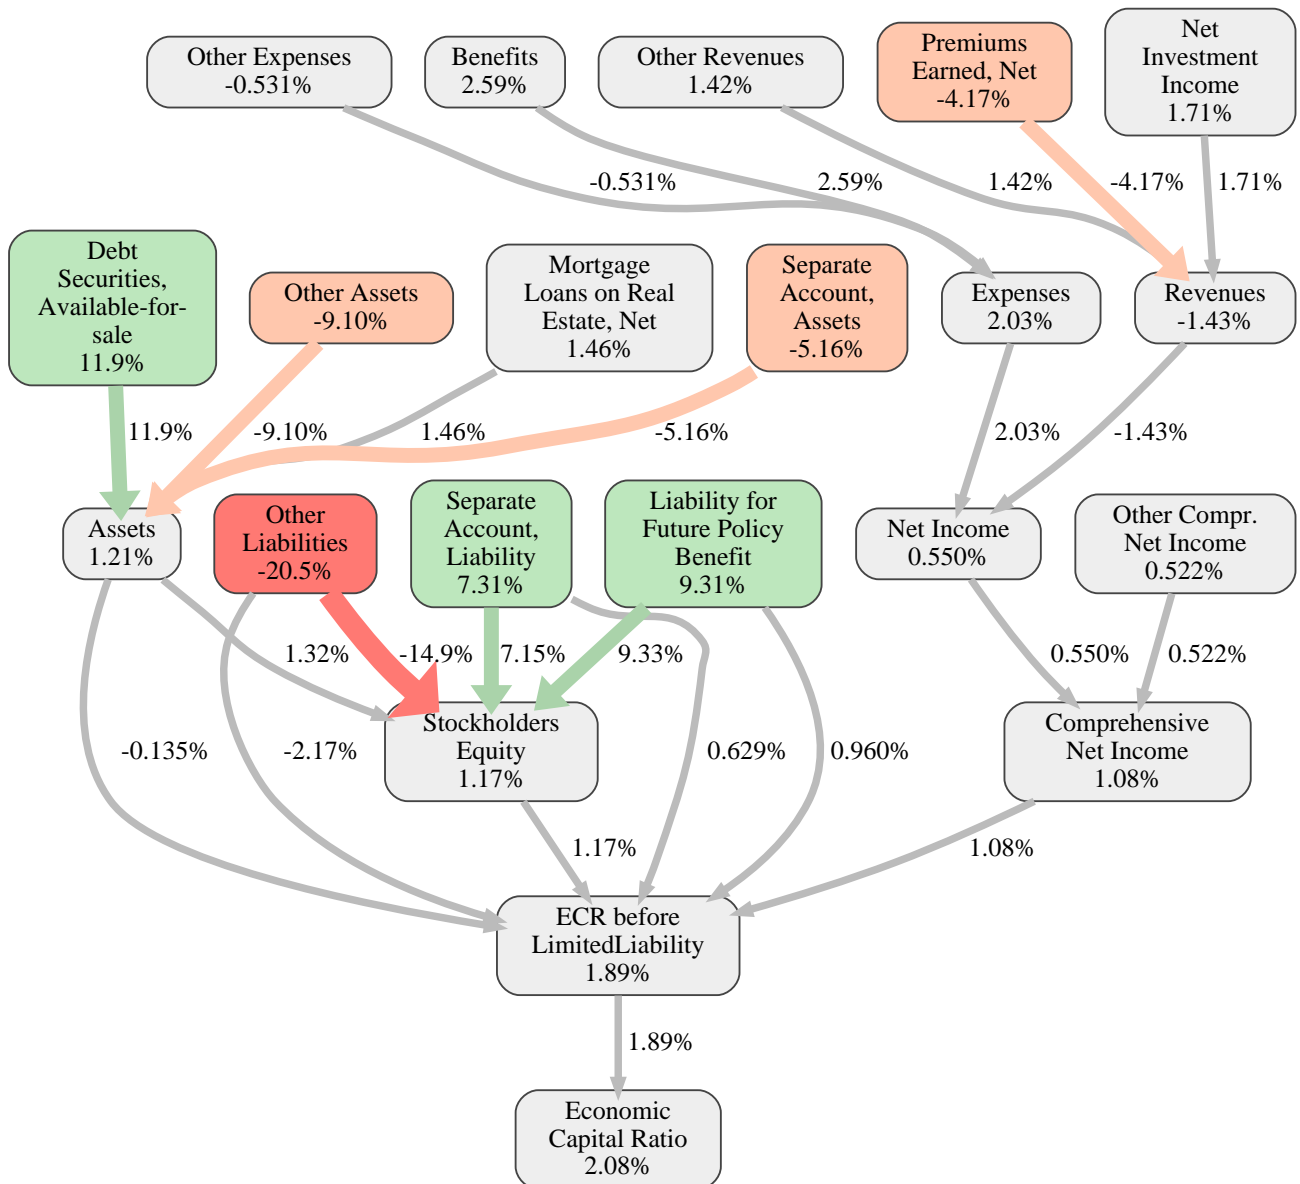 Other Expenses
-0.531%
Benefits
2.59%
Other Revenues
1.42%
Premiums
Earned, Net
-4.17%
Net
Investment
Income
1.71%
-0.531%
2.59%
1.42%
-4.17%
1.71%
Debt
Securities,
Available-for-
sale
11.9%
Other Assets
-9.10%
Mortgage
Loans on Real
Estate, Net
1.46%
Separate
Account,
Assets
-5.16%
Expenses
2.03%
Revenues
-1.43%
11.9%
-9.10%
1.46%
-5.16%
2.03%
-1.43%
Assets
1.21%
Other
Liabilities
-20.5%
Separate
Account,
Liability
7.31%
Liability for
Future Policy
Benefit
9.31%
Net Income
0.550%
Other Compr.
Net Income
0.522%
1.32%
-14.9%
7.15%
9.33%
0.550%
0.522%
Stockholders
Equity
1.17%
Comprehensive
Net Income
1.08%
-0.135%
-2.17%
0.629%
0.960%
1.17%
1.08%
ECR before
LimitedLiability
1.89%
1.89%
Economic
Capital Ratio
2.08%